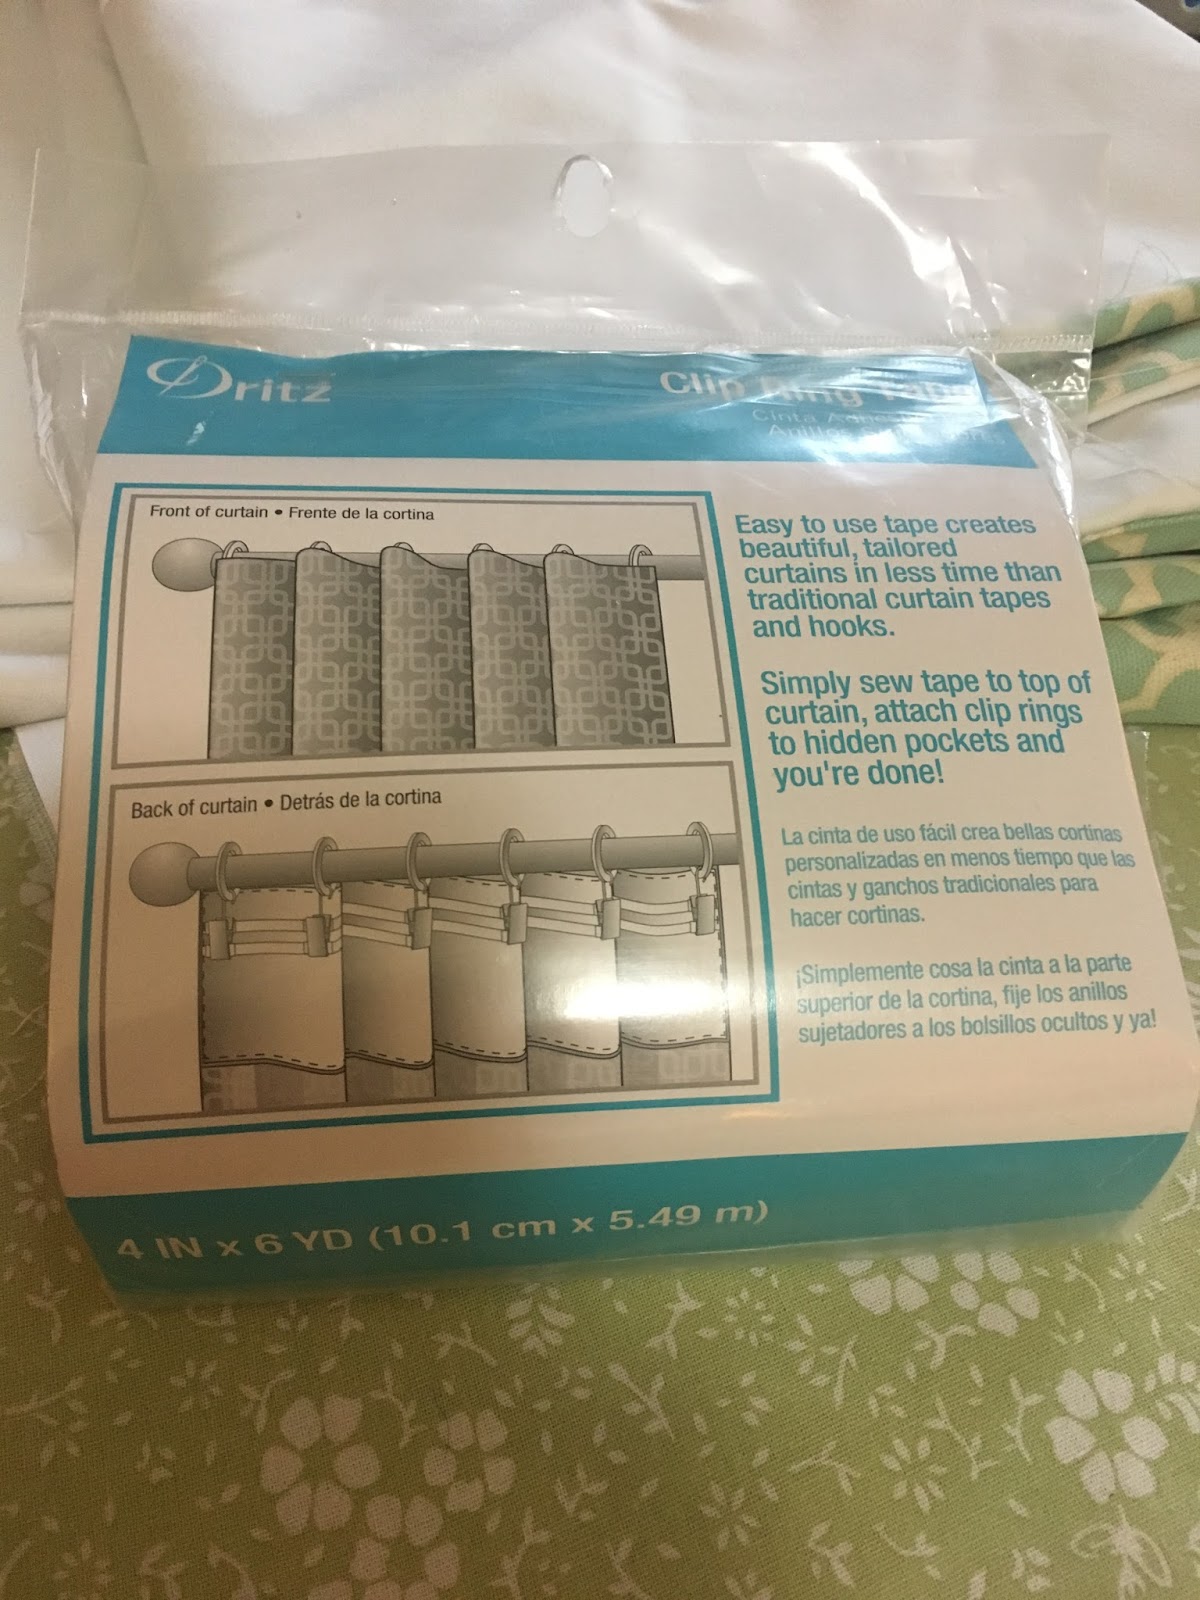 Dritz
Clip Ring Tape
Cinta
Anillos
Front of curtain • Frente de la cortina
Back of curtain • Detrás de la cortina
Easy to use tape creates
beautiful, tailored
curtains in less time than
traditional curtain tapes
and hooks.
Simply sew tape to top of
curtain, attach clip rings
to hidden pockets and
you're done!
La cinta de uso fácil crea bellas cortinas
personalizadas en menos tiempo que las
cintas y ganchos tradicionales para
hacer cortinas.
¡Simplemente cosa la cinta a la parte
superior de la cortina, fije los anillos
sujetadores a los bolsillos ocultos y ya!
4 IN x 6 YD (10.1 cm x 5.49 m)